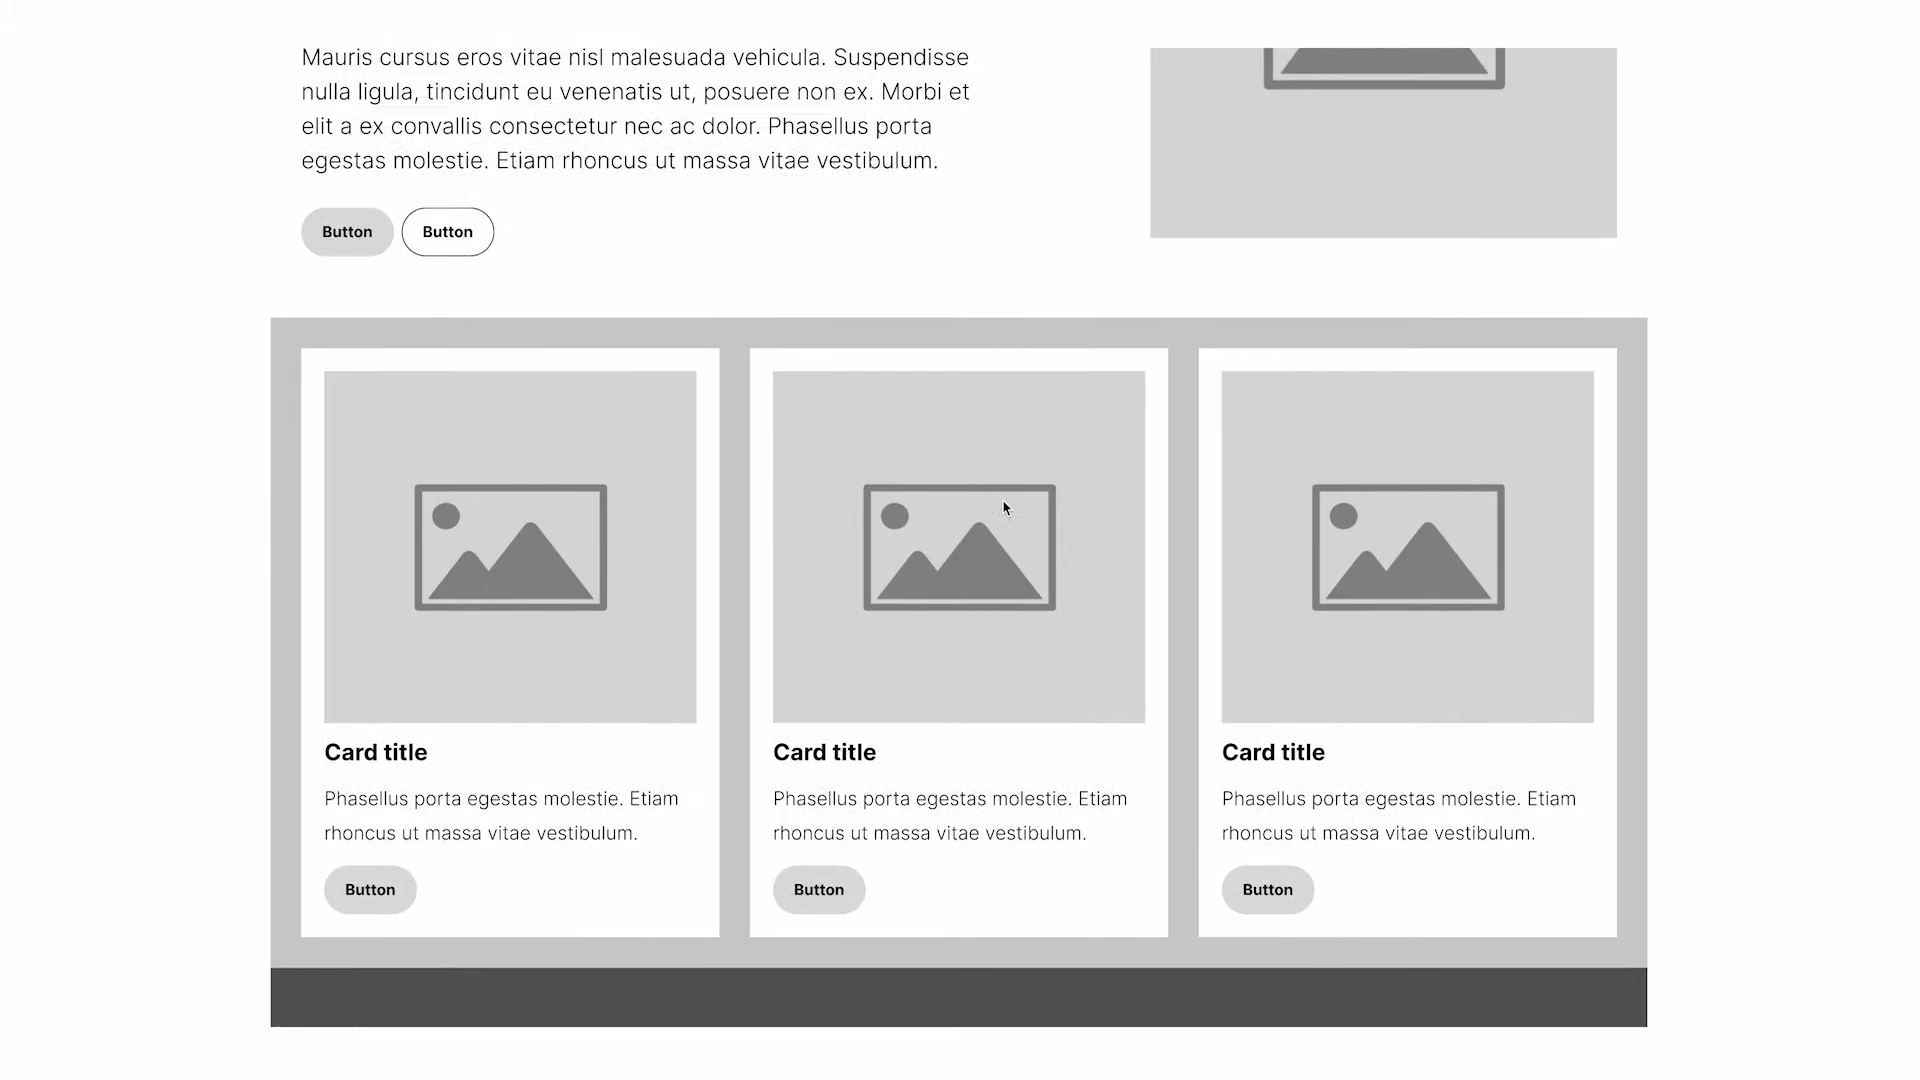 Mauris cursus eros vitae nisl malesuada vehicula. Suspendisse
nulla ligula, tincidunt eu venenatis ut, posuere non ex. Morbi et
elit a ex convallis consectetur nec ac dolor. Phasellus porta
egestas molestie. Etiam rhoncus ut massa vitae vestibulum.
Button
Button
Card title
Phasellus porta egestas molestie. Etiam
rhoncus ut massa vitae vestibulum.
Button
Card title
Phasellus porta egestas molestie. Etiam
rhoncus ut massa vitae vestibulum.
Button
Card title
Phasellus porta egestas molestie. Etiam
rhoncus ut massa vitae vestibulum.
Button